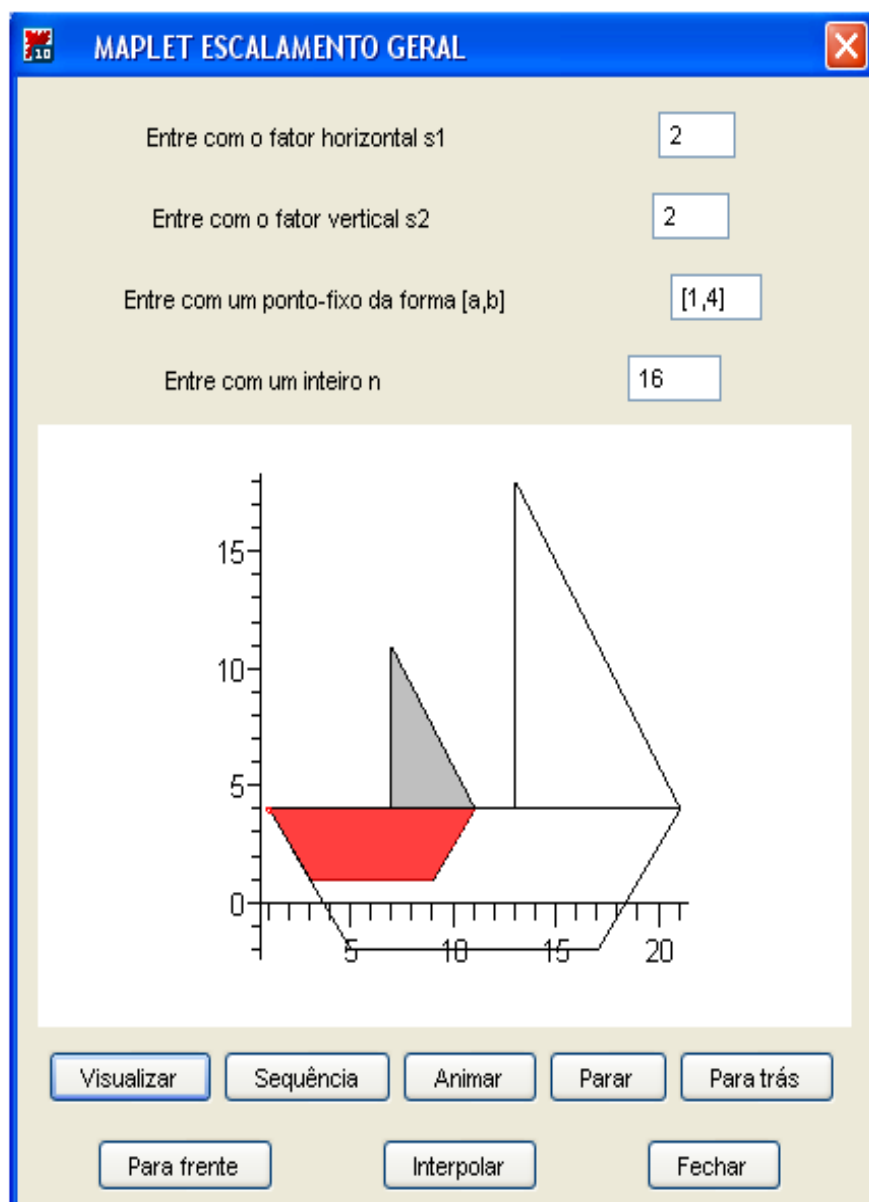 MAPLET ESCALAMENTO GERAL
Entre com o fator horizontal s1 2
Entre com o fator vertical s2 2
Entre com um ponto-fixo da forma [a,b] [1,4]
Entre com um inteiro n 16
15
10
5
0
5 10 15 20
Visualizar Sequência Animar Parar Para trás
Para frente Interpolar Fechar